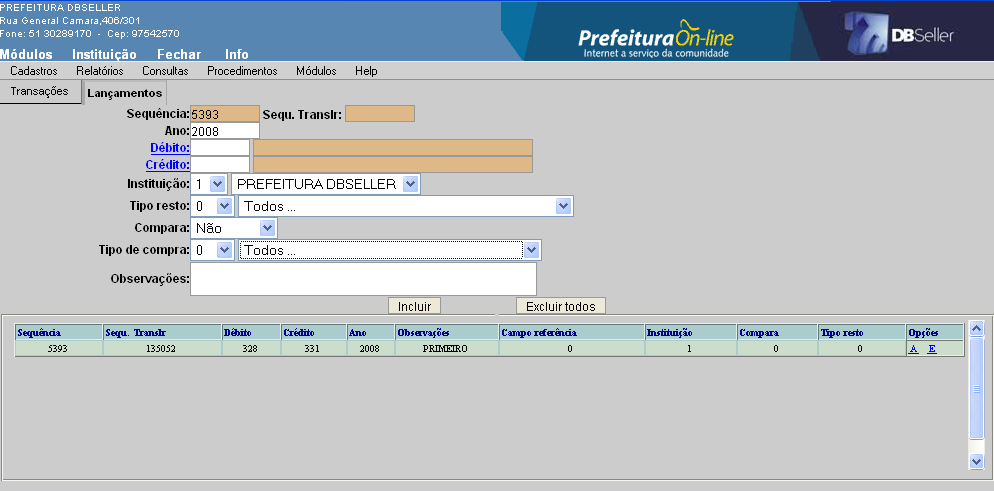 PREFEITURA DBSELLER
Rua General Camara,406/301
Fone: 51 30289170 - Cep: 97542570
Prefeitura On-line
Internet a serviço da comunidade
DBSeller
Módulos Instituição Fechar Info
Cadastros Relatórios Consultas Procedimentos Módulos Help
Transações Lançamentos
Sequência: 5393 Sequ. Translr:
Ano: 2008
Débito:
Crédito:
Instituição: 1 PREFEITURA DBSELLER
Tipo resto: 0 Todos ...
Compara: Não
Tipo de compra: 0 Todos ...
Observações:
Incluir Excluir todos
Sequência Sequ. Translr Débito Crédito Ano Observações Campo referência Instituição Compara Tipo resto Opções
5393 135052 328 331 2008 PRIMEIRO 0 1 0 0 A E